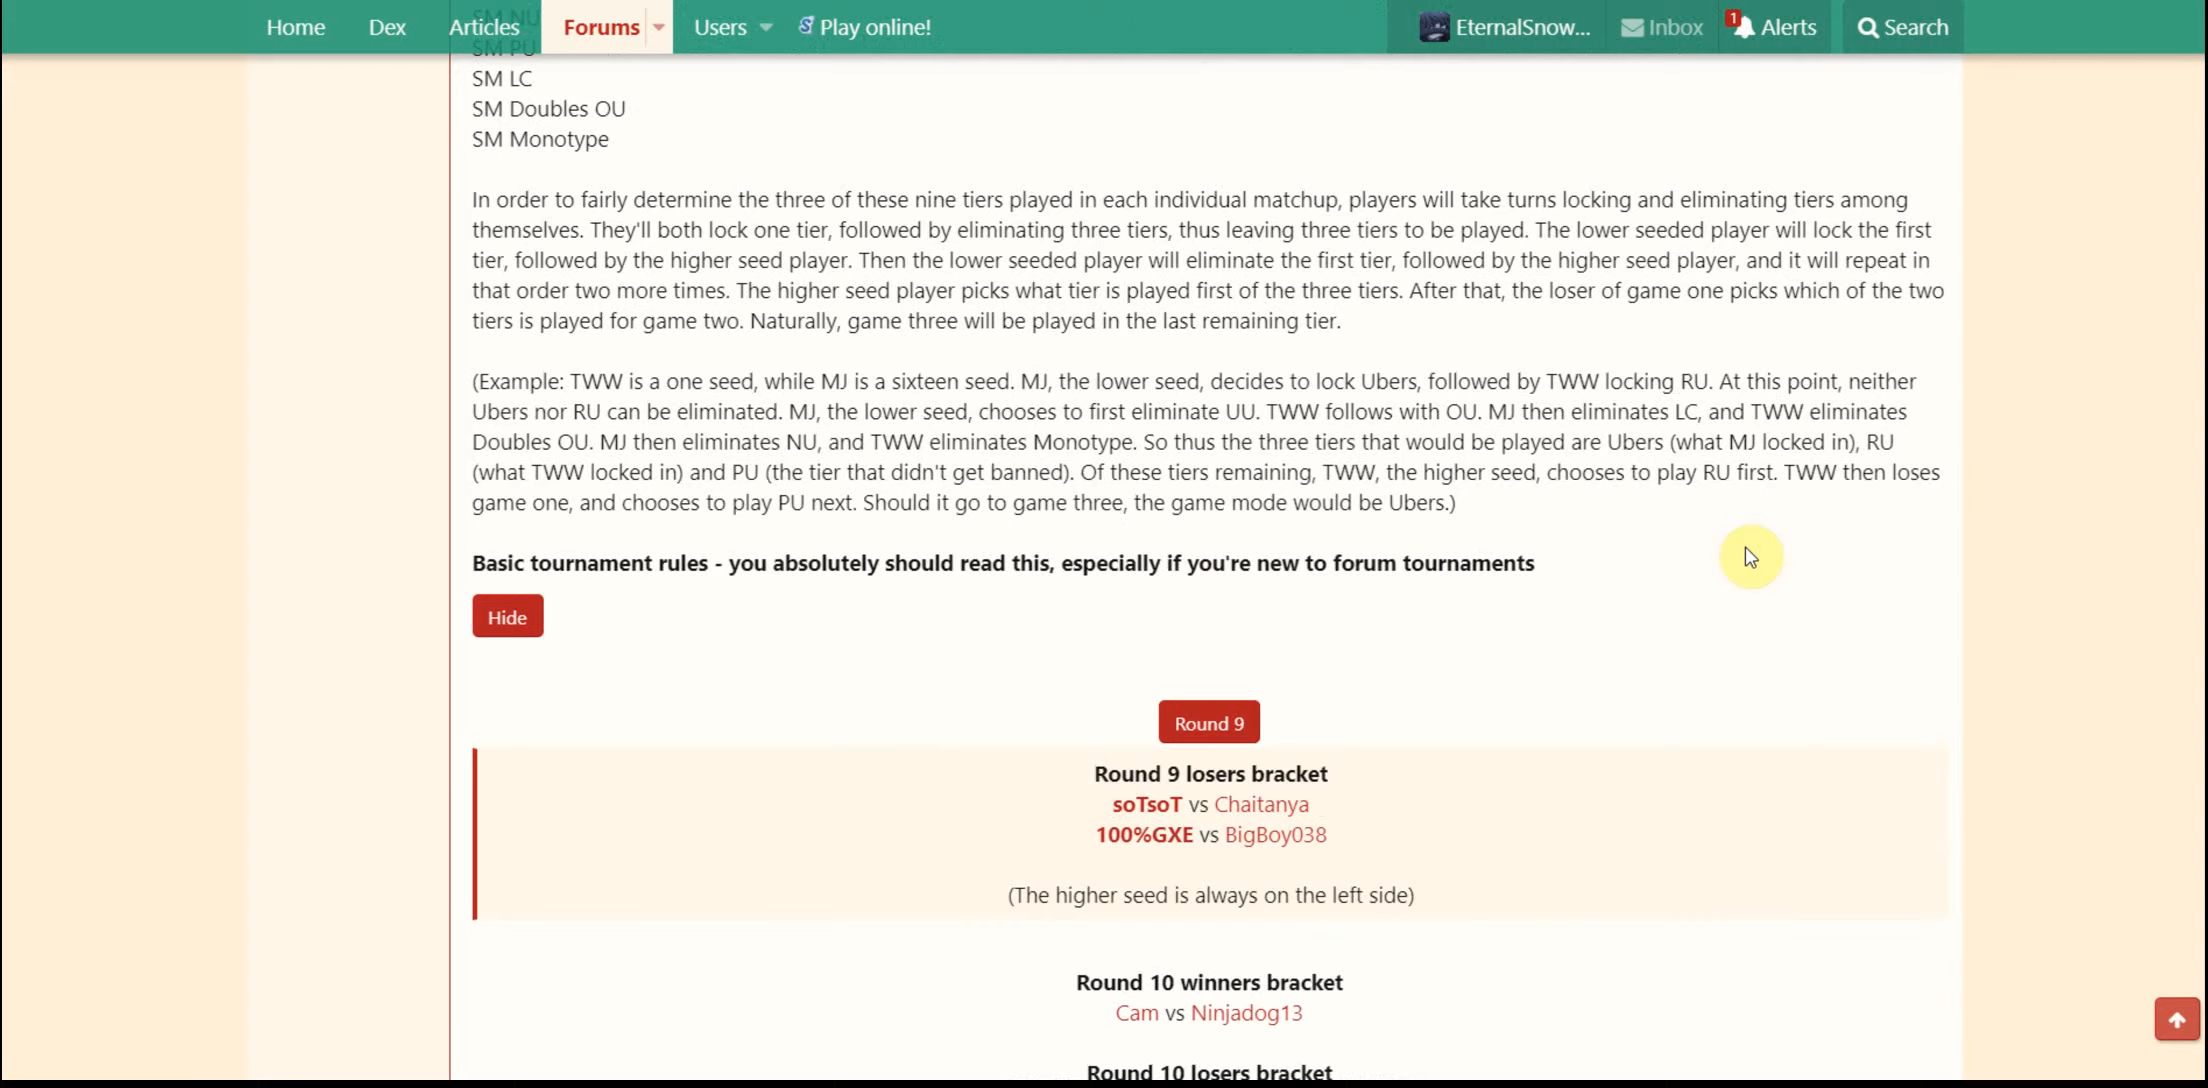 Home Dex Articles Forums Users Play online! EternalSnow... Inbox 1 Alerts Search
SM NU
SM PU
SM LC
SM Doubles OU
SM Monotype
In order to fairly determine the three of these nine tiers played in each individual matchup, players will take turns locking and eliminating tiers among
themselves. They'll both lock one tier, followed by eliminating three tiers, thus leaving three tiers to be played. The lower seeded player will lock the first
tier, followed by the higher seed player. Then the lower seeded player will eliminate the first tier, followed by the higher seed player, and it will repeat in
that order two more times. The higher seed player picks what tier is played first of the three tiers. After that, the loser of game one picks which of the two
tiers is played for game two. Naturally, game three will be played in the last remaining tier.
(Example: TWW is a one seed, while MJ is a sixteen seed. MJ, the lower seed, decides to lock Ubers, followed by TWW locking RU. At this point, neither
Ubers nor RU can be eliminated. MJ, the lower seed, chooses to first eliminate UU. TWW follows with OU. MJ then eliminates LC, and TWW eliminates
Doubles OU. MJ then eliminates NU, and TWW eliminates Monotype. So thus the three tiers that would be played are Ubers (what MJ locked in), RU
(what TWW locked in) and PU (the tier that didn't get banned). Of these tiers remaining, TWW, the higher seed, chooses to play RU first. TWW then loses
game one, and chooses to play PU next. Should it go to game three, the game mode would be Ubers.)
Basic tournament rules - you absolutely should read this, especially if you're new to forum tournaments
Hide
Round 9
Round 9 losers bracket
soTsoT vs Chaitanya
100%GXE vs BigBoy038
(The higher seed is always on the left side)
Round 10 winners bracket
Cam vs Ninjadog13
Round 10 losers bracket